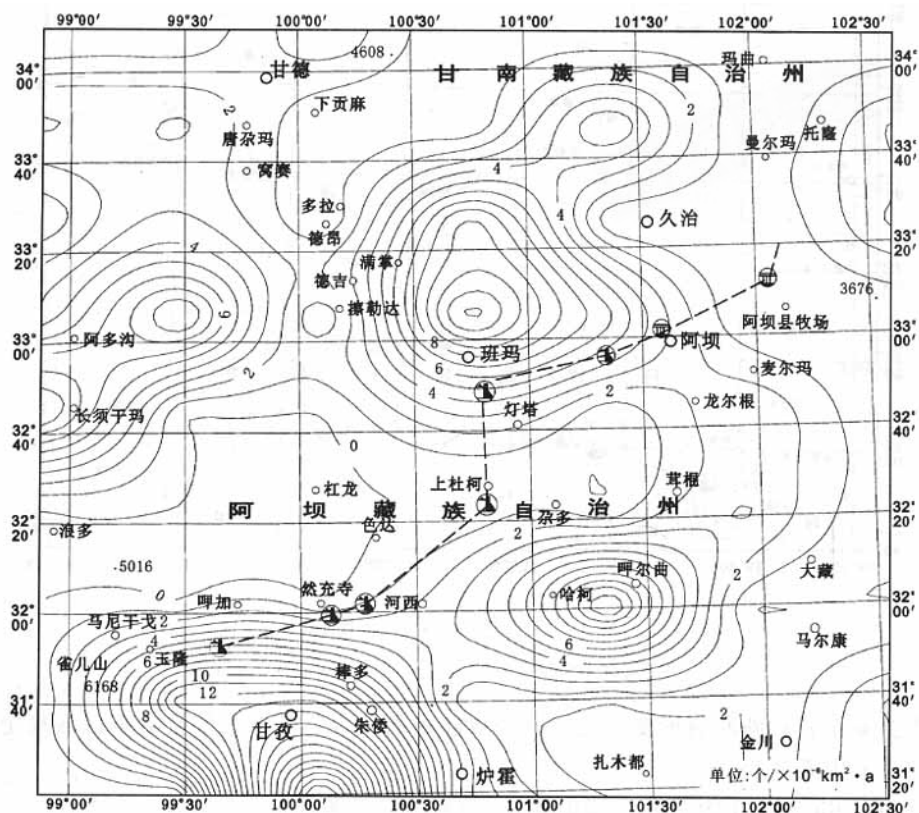 99°00′ 99°30′ 100°00′ 100°30′ 101°00′ 101°30′ 102°00′ 102°30′
4608
34° 00′ 甘德 甘南藏族自治州 玛曲 34° 00′
2 下贡麻 2
唐尕玛 曼尔玛
33° 40′ 窝赛 4 33° 40′
多拉 4 久治
德昂
4 满掌
33° 20′ 德吉 33° 20′
6 擦勒达 3676
阿坝县牧场
33° 00′ 阿多沟 8 阿坝 33° 00′
班玛
2 6 麦尔玛
4 2 龙尔根
长须干玛 灯塔
32° 40′ 0 32° 40′
杠龙 上杜柯 茸棍
阿坝藏族自治州
32° 20′ 浪多 色达 2 尕多 32° 20′
5016 大藏
0 呷加 然充寺 河西 哈柯 呷尔曲 2
32° 00′ 马尼干戈 2 32° 00′
4 6 马尔康
雀儿山 6 玉隆 4
6168 10 棒多
31° 40′ 12 2 31° 40′
8 甘孜 朱倭 2
金川
炉霍 扎木都 单位:个/×10⁻⁶km²·a
31° 20′
99°00′ 99°30′ 100°00′ 100°30′ 101°00′ 101°30′ 102°00′ 102°30′